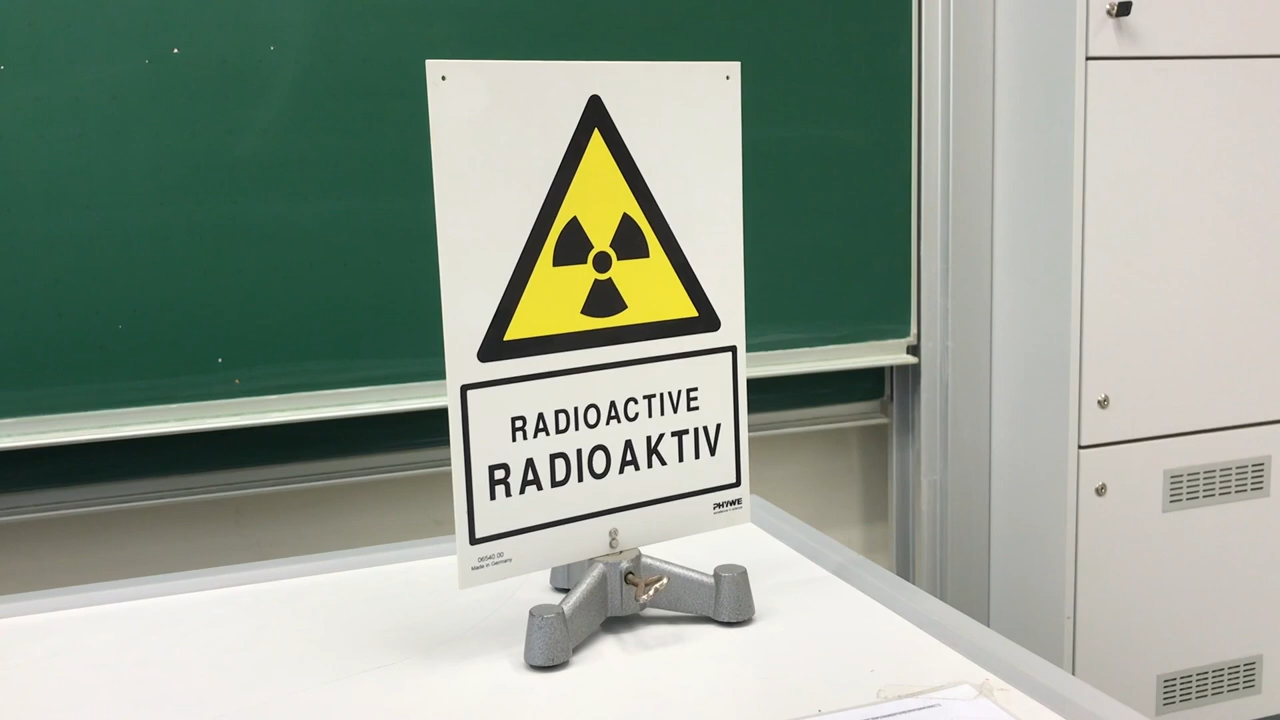 RADIOACTIVE
RADIOAKTIV
PHYWE
06540.00
Made in Germany